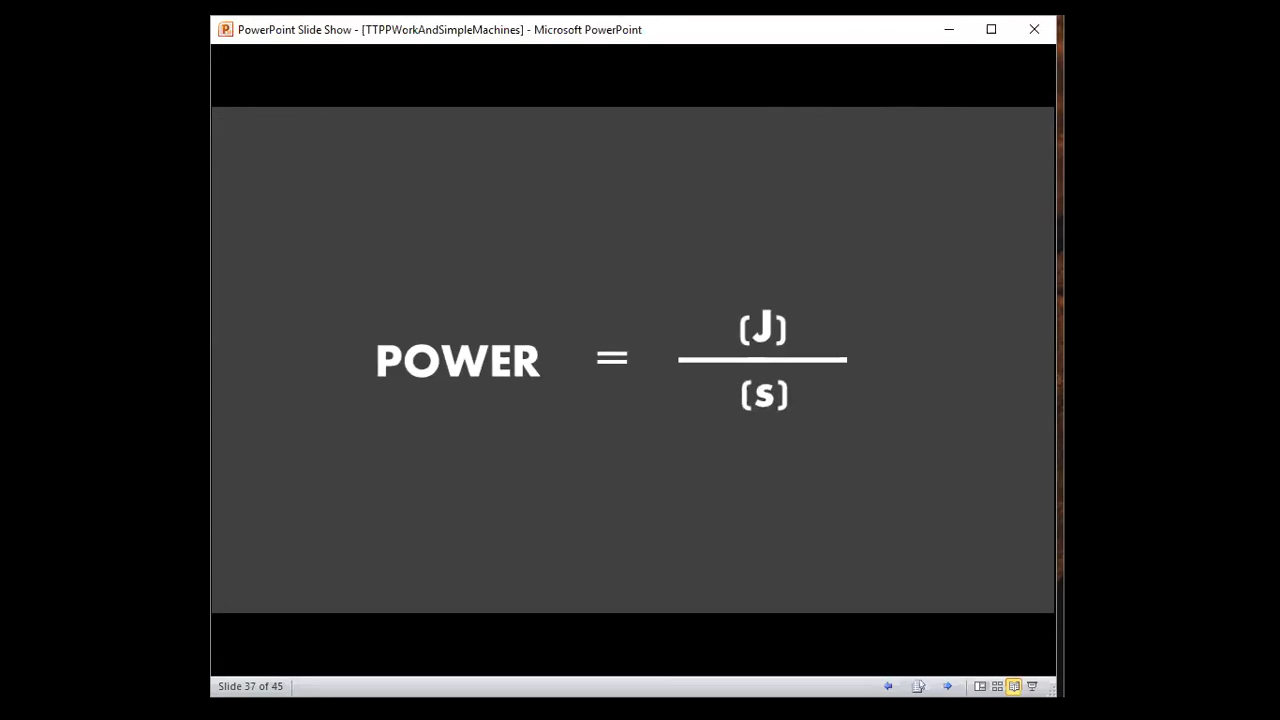 PowerPoint Slide Show - [TTPPWorkAndSimpleMachines] - Microsoft PowerPoint
(J)
POWER =
(s)
Slide 37 of 45